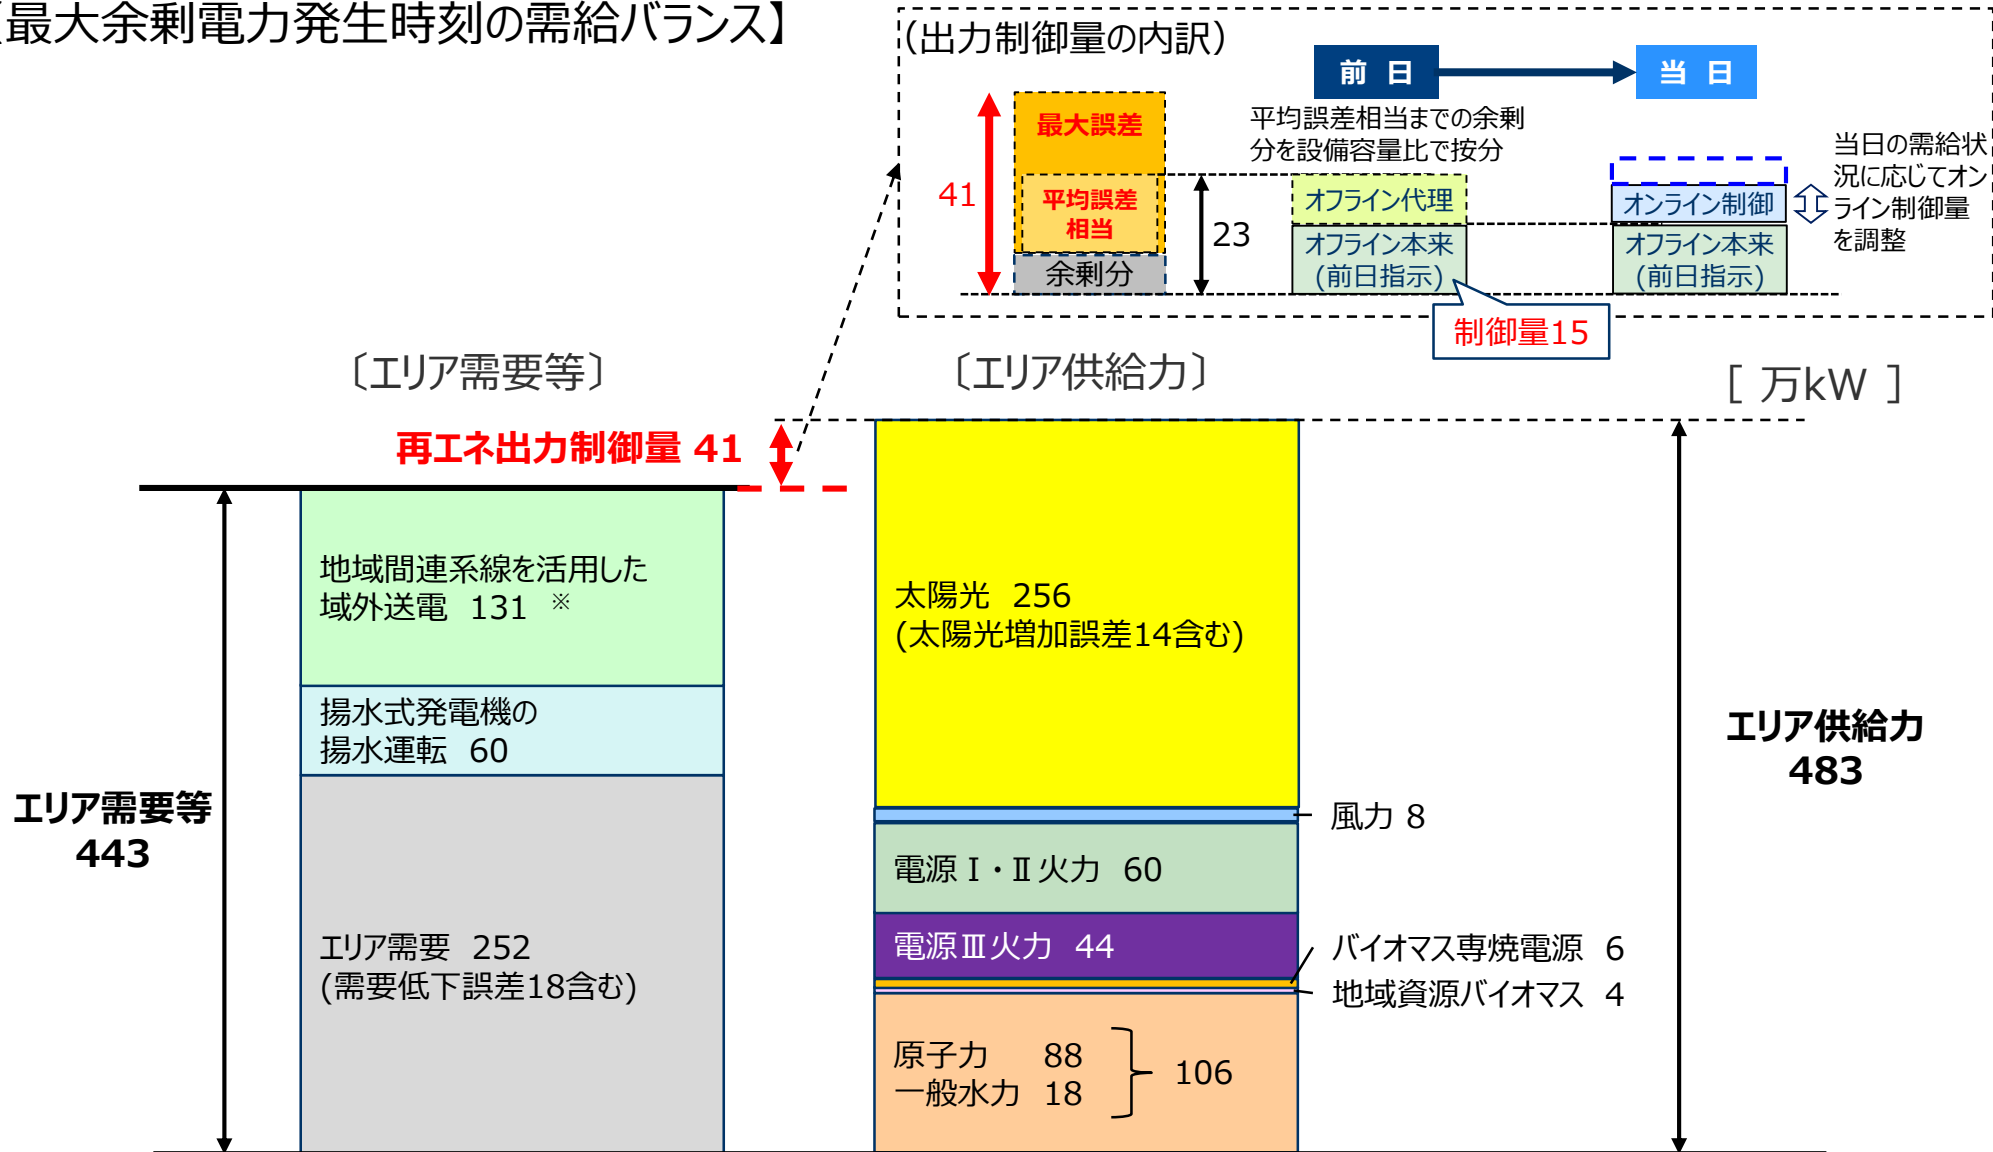 【最大余剰電力発生時刻の需給バランス】
(出力制御量の内訳)
前 日
当 日
平均誤差相当までの余剰
分を設備容量比で按分
当日の需給状
況に応じてオン
ライン制御量
を調整
41
最大誤差
平均誤差
相当
余剰分
23
オフライン代理
オフライン本来
(前日指示)
オンライン制御
オフライン本来
(前日指示)
制御量15
〔エリア需要等〕
〔エリア供給力〕
[ 万kW ]
再エネ出力制御量 41
地域間連系線を活用した
域外送電 131 ※
揚水式発電機の
揚水運転 60
エリア需要等
443
エリア需要 252
(需要低下誤差18含む)
太陽光 256
(太陽光増加誤差14含む)
風力 8
電源Ⅰ・Ⅱ火力 60
電源Ⅲ火力 44
バイオマス専焼電源 6
地域資源バイオマス 4
原子力 88
一般水力 18
106
エリア供給力
483